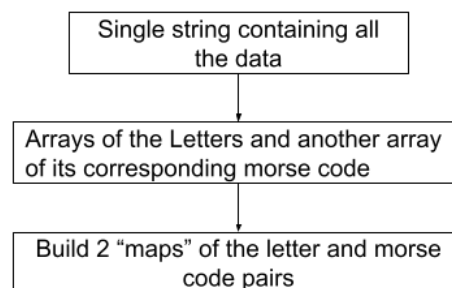 Single string containing all
the data
Arrays of the Letters and another array
of its corresponding morse code
Build 2 “maps” of the letter and morse
code pairs